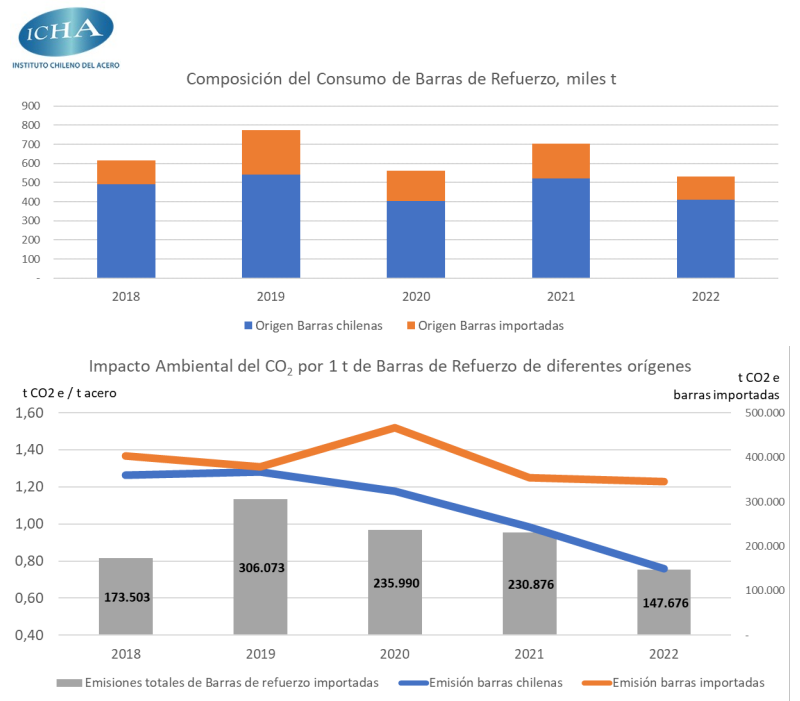 ICHA
INSTITUTO CHILENO DEL ACERO
Composición del Consumo de Barras de Refuerzo, miles t
900
800
700
600
500
400
300
200
100
-
2018 2019 2020 2021 2022
Origen Barras chilenas Origen Barras importadas
Impacto Ambiental del CO2 por 1 t de Barras de Refuerzo de diferentes orígenes
t CO2 e / t acero
t CO2 e
barras importadas
1,60
1,40
1,20
1,00
0,80
0,60
0,40
500.000
400.000
300.000
200.000
100.000
-
173.503
306.073
235.990
230.876
147.676
2018 2019 2020 2021 2022
Emisiones totales de Barras de refuerzo importadas Emisión barras chilenas Emisión barras importadas